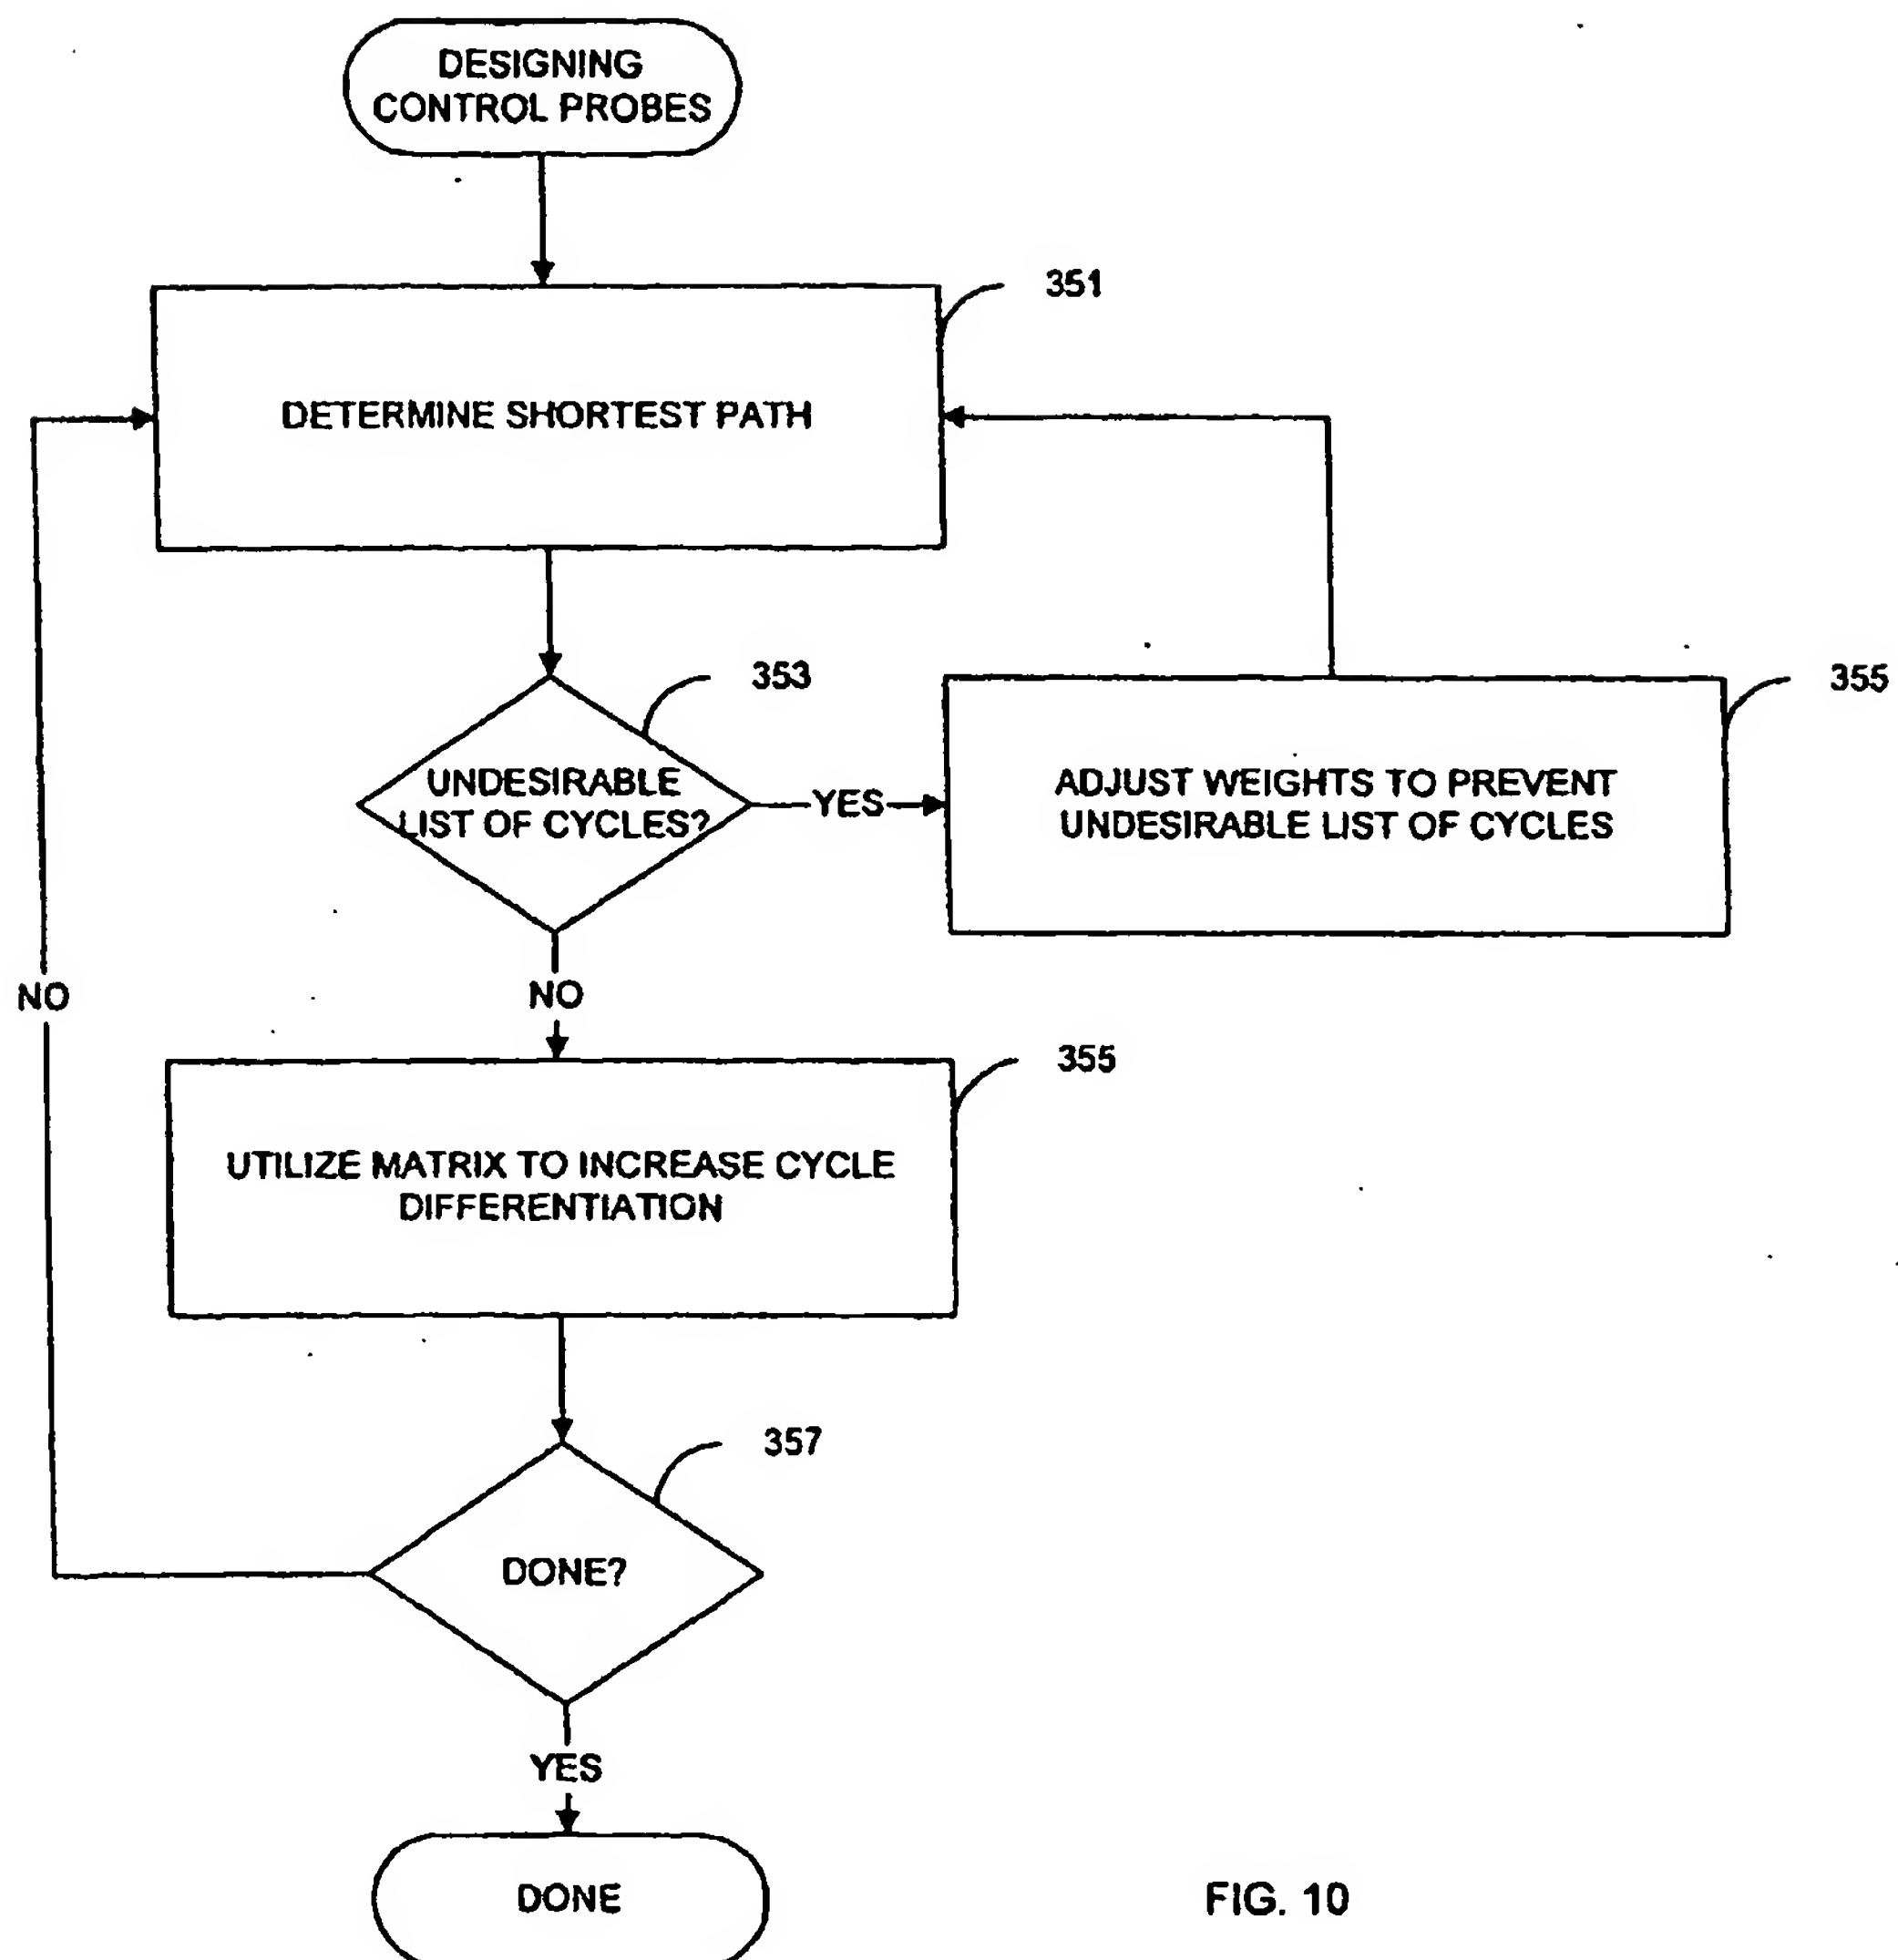 DESIGNING
CONTROL PROBES
351
DETERMINE SHORTEST PATH
353
355
UNDESIRABLE
LIST OF CYCLES?
YES
ADJUST WEIGHTS TO PREVENT
UNDESIRABLE LIST OF CYCLES
NO
NO
355
UTILIZE MATRIX TO INCREASE CYCLE
DIFFERENTIATION
357
DONE?
YES
DONE
FIG. 10